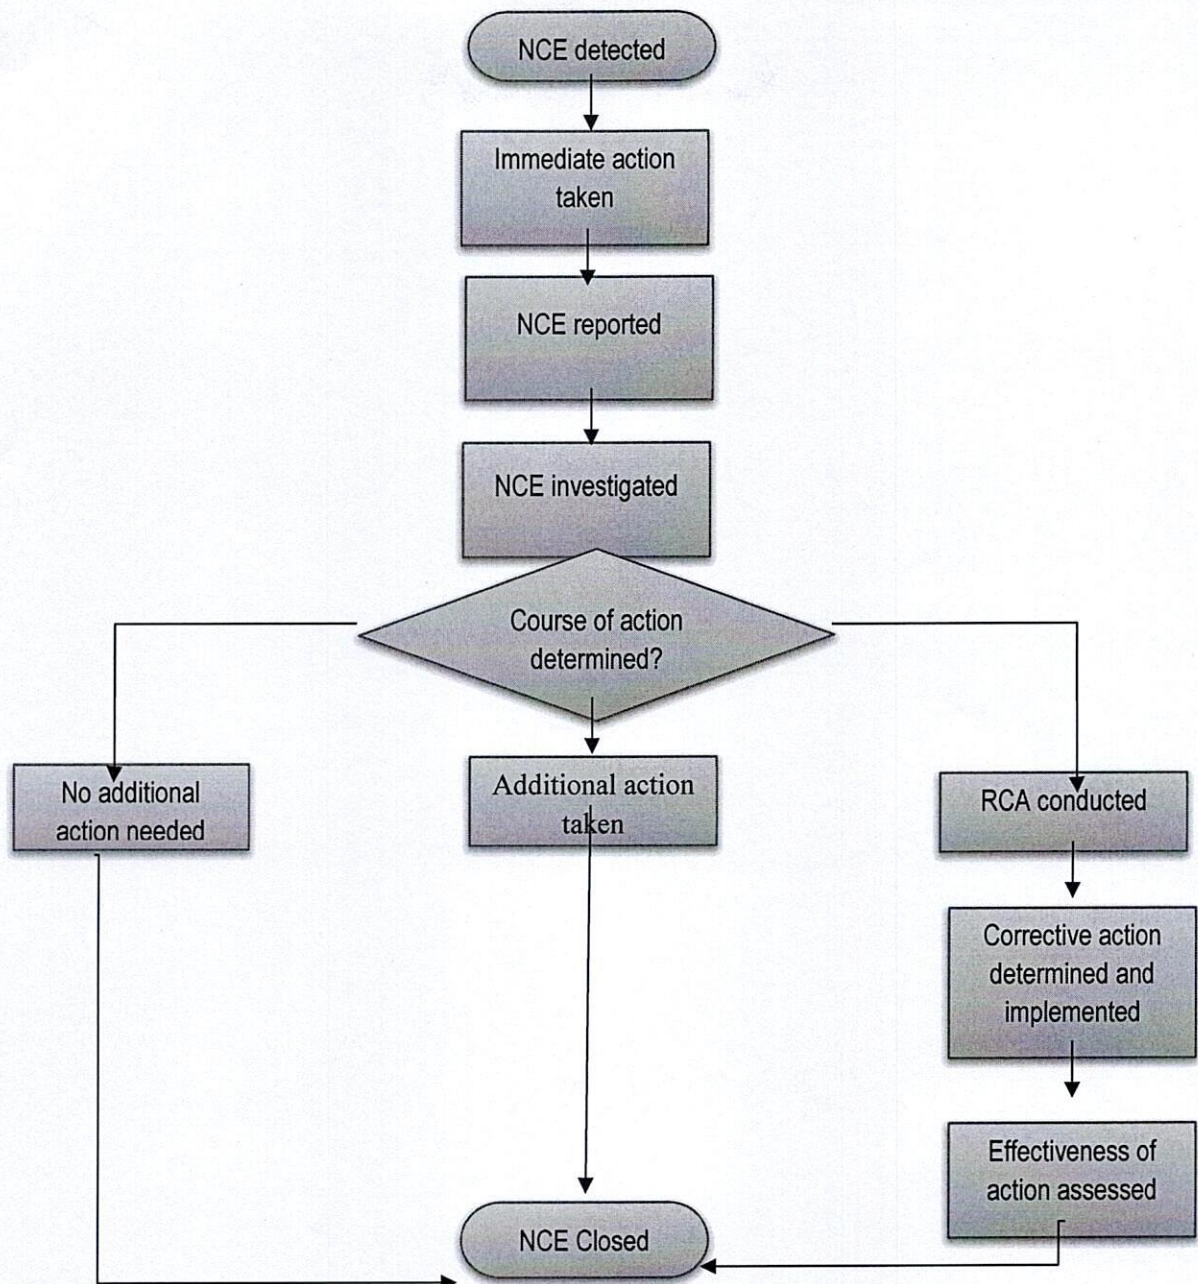 NCE detected
Immediate action
taken
NCE reported
NCE investigated
Course of action
determined?
No additional
action needed
Additional action
taken
RCA conducted
Corrective action
determined and
implemented
Effectiveness of
action assessed
NCE Closed